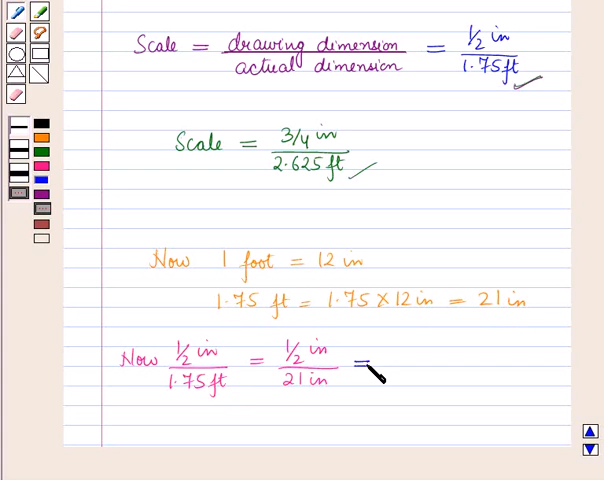 Scale = drawing dimension / actual dimension = 1/2 in / 1.75 ft
Scale = 3/4 in / 2.625 ft
Now 1 foot = 12 in
1.75 ft = 1.75 × 12 in = 21 in
Now 1/2 in / 1.75 ft = 1/2 in / 21 in =